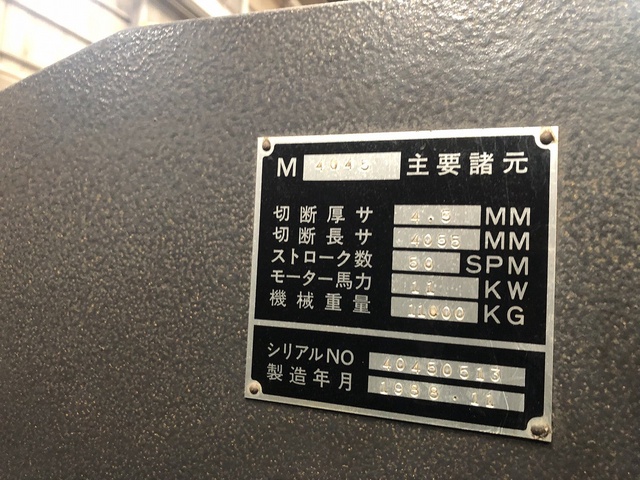 M 4045 主要諸元
切断厚サ 4.5 MM
切断長サ 4065 MM
ストローク数 50 SPM
モーター馬力 11 KW
機械重量 11000 KG
シリアルNO 40450513
製造年月 1988.11